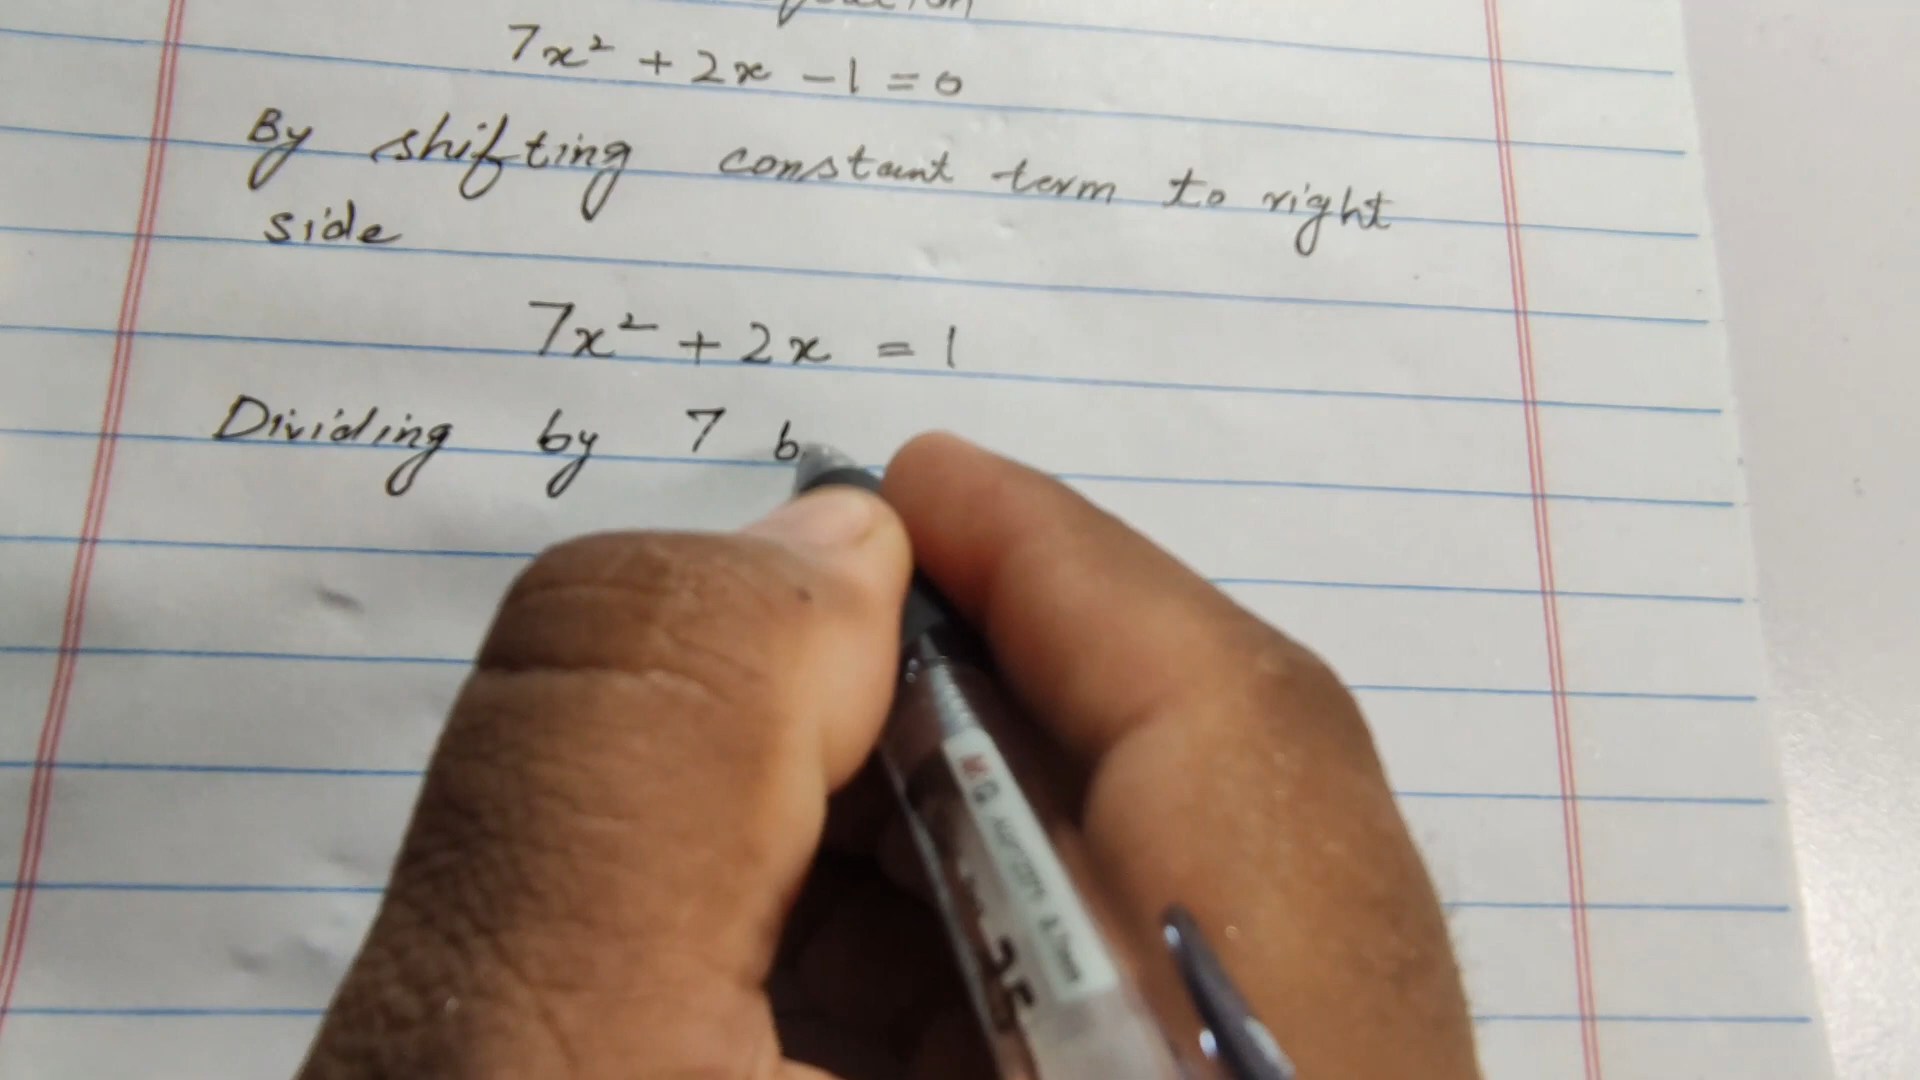 7x² + 2x - 1 = 0
By shifting constant term to right
side
7x² + 2x = 1
Dividing by 7 b
M&G